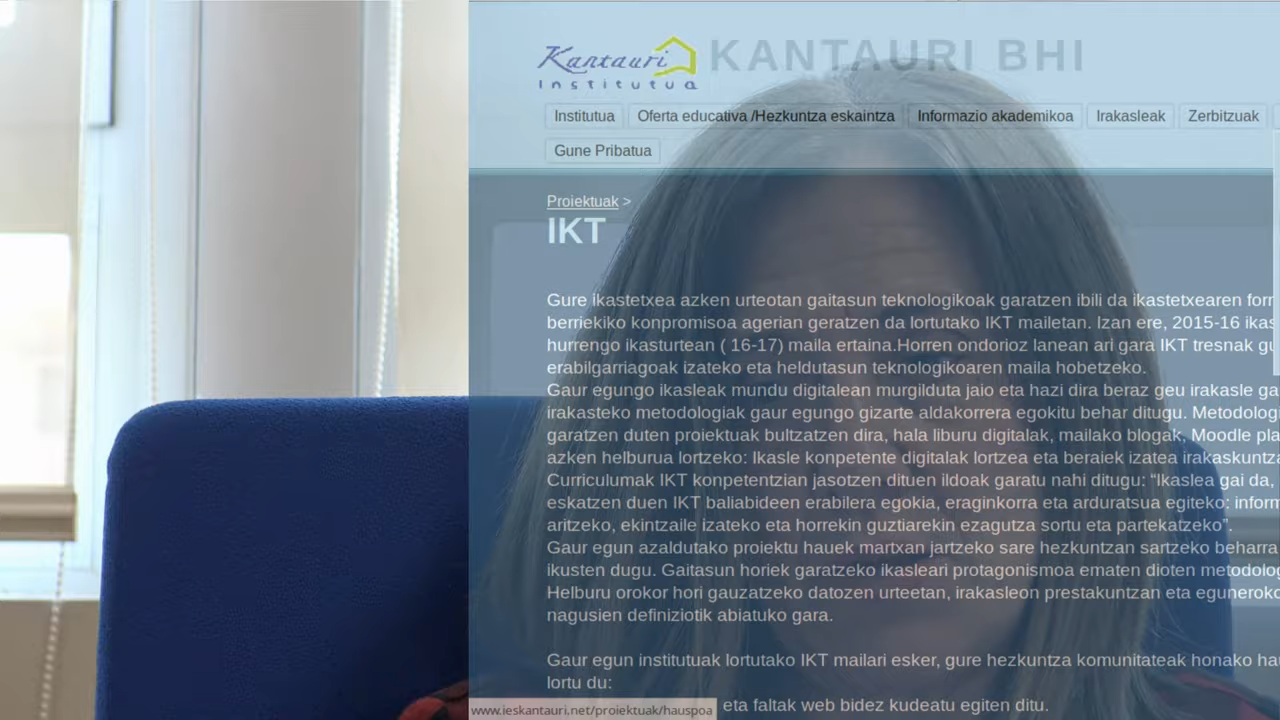 Kantauri
Institutua
KANTAURI BHI
Institutua Oferta educativa /Hezkuntza eskaintza Informazio akademikoa Irakasleak Zerbitzuak
Gune Pribatua
Proiektuak >
IKT
Gure ikastetxea azken urteotan gaitasun teknologikoak garatzen ibili da ikastetxearen
berriekiko konpromisoa agerian geratzen da lortutako IKT mailetan. Izan ere, 2015-16
hurrengo ikasturtean ( 16-17) maila ertaina.Horren ondorioz lanean ari gara IKT tresnak
erabilgarriagoak izateko eta heldutasun teknologikoaren maila hobetzeko.
Gaur egungo ikasleak mundu digitalean murgilduta jaio eta hazi dira beraz geu irakasle
irakasteko metodologiak gaur egungo gizarte aldakorrera egokitu behar ditugu.
garatzen duten proiektuak bultzatzen dira, hala liburu digitalak, mailako blogak, Moodle
azken helburua lortzeko: Ikasle konpetente digitalak lortzea eta beraiek izatea
Curriculumak IKT konpetentzian jasotzen dituen ildoak garatu nahi ditugu: “Ikaslea gai da,
eskatzen duen IKT baliabideen erabilera egokia, eraginkorra eta arduratsua egiteko:
aritzeko, ekintzaile izateko eta horrekin guztiarekin ezagutza sortu eta partekatzeko”.
Gaur egun azaldutako proiektu hauek martxan jartzeko sare hezkuntzan sartzeko beharra
ikusten dugu. Gaitasun horiek garatzeko ikasleari protagonismoa ematen dioten
Helburu orokor hori gauzatzeko datozen urteetan, irakasleon prestakuntzan eta
nagusien definiziotik abiatuko gara.
Gaur egun institutuak lortutako IKT mailari esker, gure hezkuntza komunitateak honako
lortu du:
eta faltak web bidez kudeatu egiten ditu.
www.ieskantauri.net/proiektuak/hauspoa